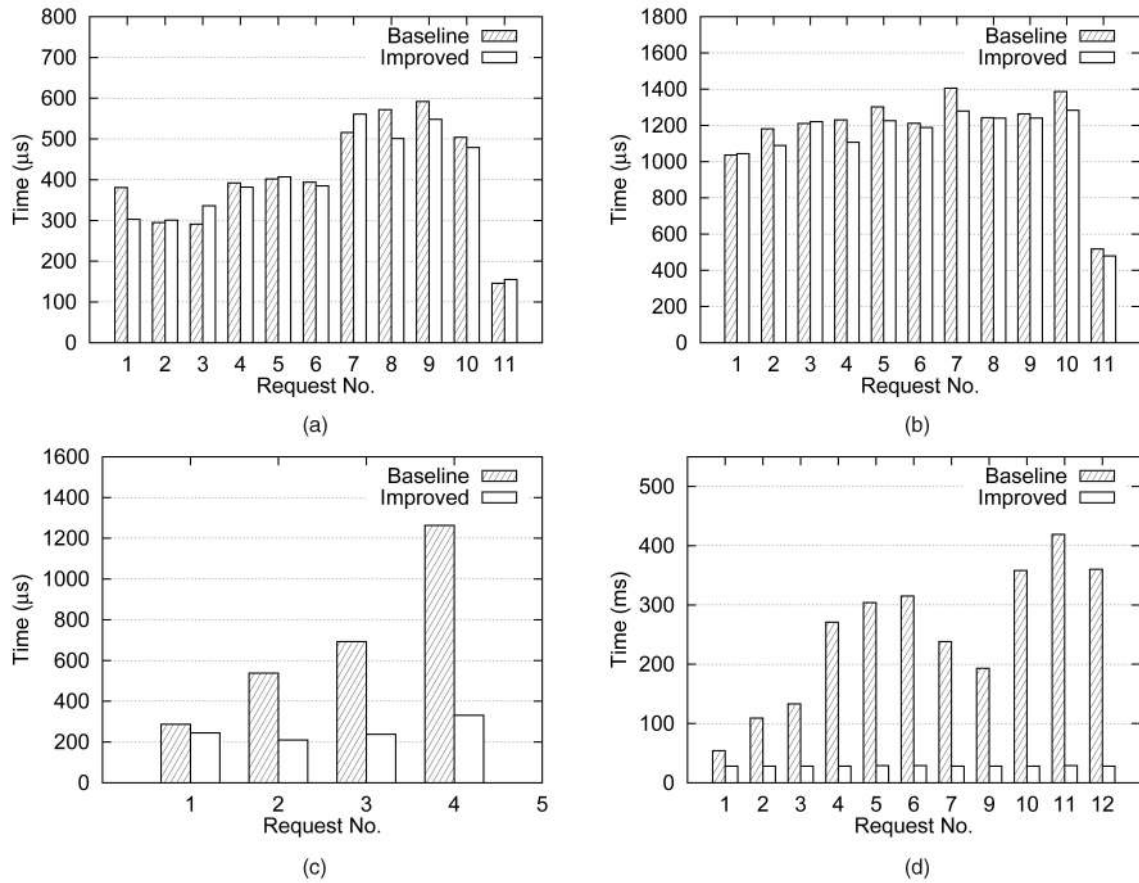 800
700
600
500
400
300
200
100
0
Time (μs)
Baseline
Improved
1 2 3 4 5 6 7 8 9 10 11
Request No.
(a)
1800
1600
1400
1200
1000
800
600
400
200
0
Time (μs)
Baseline
Improved
1 2 3 4 5 6 7 8 9 10 11
Request No.
(b)
1600
1400
1200
1000
800
600
400
200
0
Time (μs)
Baseline
Improved
1 2 3 4 5
Request No.
(c)
500
400
300
200
100
0
Time (ms)
Baseline
Improved
1 2 3 4 5 6 7 9 10 11 12
Request No.
(d)